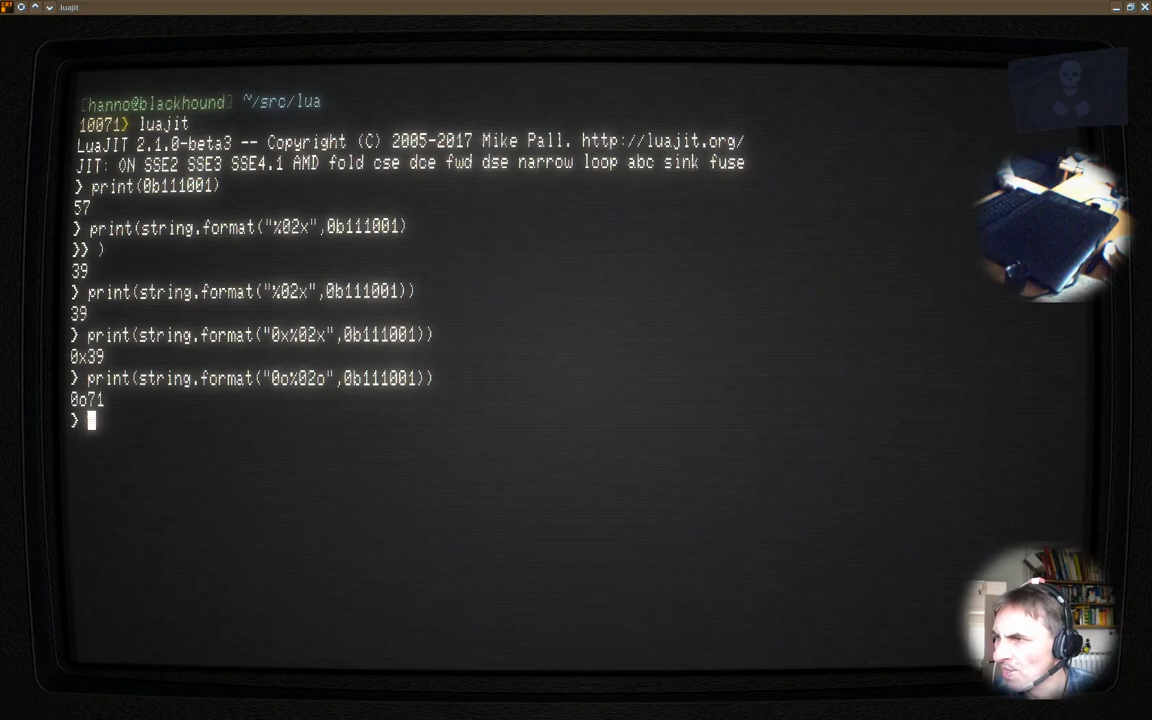 CRT
luajit
[hanno@blackhound] ~/src/lua
10071> luajit
LuaJIT 2.1.0-beta3 -- Copyright (C) 2005-2017 Mike Pall. http://luajit.org/
JIT: ON SSE2 SSE3 SSE4.1 AMD fold cse dce fwd dse narrow loop abc sink fuse
> print(0b111001)
57
> print(string.format("%02x",0b111001)
>> )
39
> print(string.format("%02x",0b111001))
39
> print(string.format("0x%02x",0b111001))
0x39
> print(string.format("0o%02o",0b111001))
0o71
>